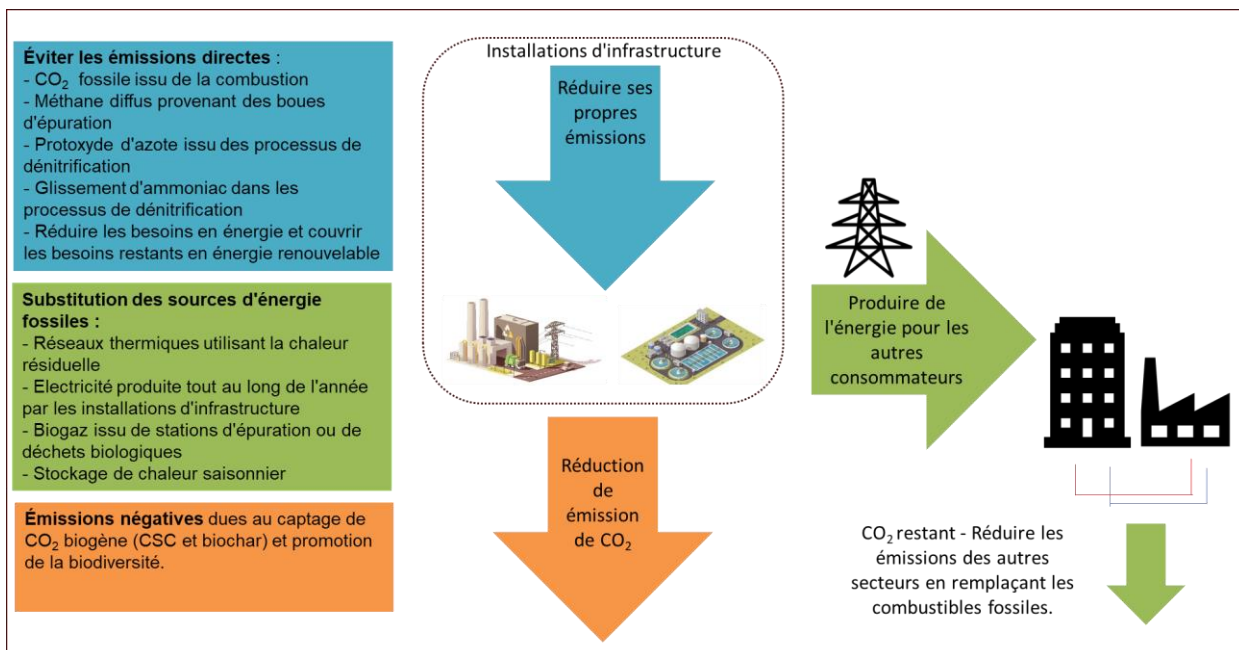 Éviter les émissions directes :
- CO₂ fossile issu de la combustion
- Méthane diffus provenant des boues
d'épuration
- Protoxyde d'azote issu des processus de
dénitrification
- Glissement d'ammoniac dans les
processus de dénitrification
- Réduire les besoins en énergie et couvrir
les besoins restants en énergie renouvelable
Substitution des sources d'énergie
fossiles :
- Réseaux thermiques utilisant la chaleur
résiduelle
- Electricité produite tout au long de l'année
par les installations d'infrastructure
- Biogaz issu de stations d'épuration ou de
déchets biologiques
- Stockage de chaleur saisonnier
Émissions négatives dues au captage de
CO₂ biogène (CSC et biochar) et promotion
de la biodiversité.
Installations d'infrastructure
Réduire ses
propres
émissions
Réduction
de
émission
de CO₂
Produire de
l'énergie pour les
autres
consommateurs
CO₂ restant - Réduire les
émissions des autres
secteurs en remplaçant les
combustibles fossiles.